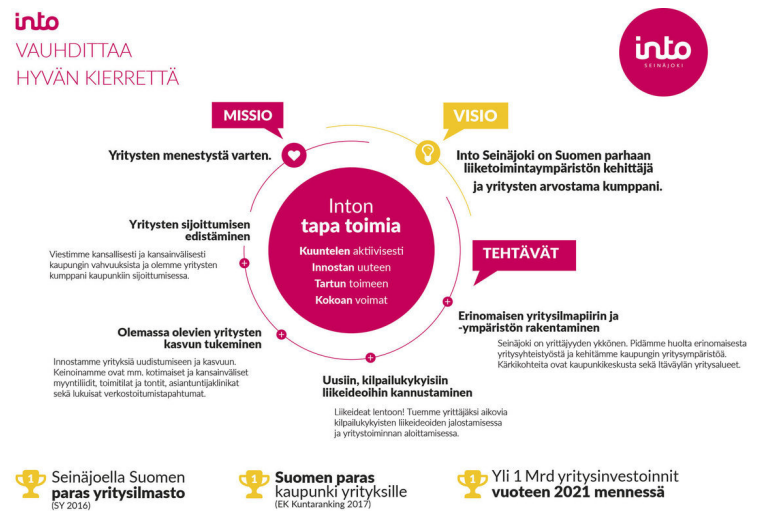 into
VAUHDITTAA
HYVÄN KIERRETTÄ
into
SEINÄJOKI
MISSIO
Yritysten menestystä varten.
VISIO
Into Seinäjoki on Suomen parhaan
liiketoimintaympäristön kehittäjä
ja yritysten arvostama kumppani.
Inton
tapa toimia
Kuuntelen aktiivisesti
Innostan uuteen
Tartun toimeen
Kokoan voimat
TEHTÄVÄT
Erinomaisen yritysilmapiirin ja
-ympäristön rakentaminen
Seinäjoki on yrittäjyyden ykkönen. Pidämme huolta erinomaisesta
yritysyhteistyöstä ja kehitämme kaupungin yritysympäristöä.
Kärkikohteita ovat kaupunkikeskusta sekä Itäväylän yritysalueet.
Uusiin, kilpailukykyisiin
liikeideoihin kannustaminen
Liikeideat lentoon! Tuemme yrittäjäksi aikovia
kilpailukykyisten liikeideoiden jalostamisessa
ja yritystoiminnan aloittamisessa.
Olemassa olevien yritysten
kasvun tukeminen
Innostamme yrityksiä uudistumiseen ja kasvuun.
Keinoinamme ovat mm. kotimaiset ja kansainväliset
myyntiliidit, toimitilat ja tontit, asiantuntijaklinikat
sekä lukuisat verkostoitumistapahtumat.
Yritysten sijoittumisen
edistäminen
Viestimme kansallisesti ja kansainvälisesti
kaupungin vahvuuksista ja olemme yritysten
kumppani kaupunkiin sijoittumisessa.
1
Seinäjoella Suomen
paras yritysilmasto
(SY 2016)
1
Suomen paras
kaupunki yrityksille
(EK Kuntaranking 2017)
1
Yli 1 Mrd yritysinvestoinnit
vuoteen 2021 mennessä